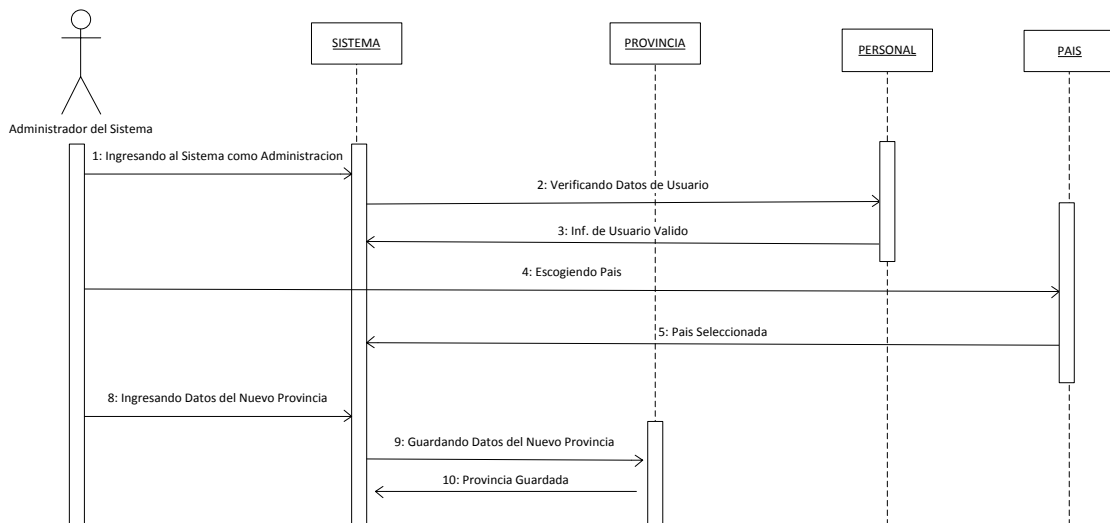 SISTEMA
PROVINCIA
PERSONAL
PAIS
Administrador del Sistema
1: Ingresando al Sistema como Administracion
2: Verificando Datos de Usuario
3: Inf. de Usuario Valido
4: Escogiendo Pais
5: Pais Seleccionada
8: Ingresando Datos del Nuevo Provincia
9: Guardando Datos del Nuevo Provincia
10: Provincia Guardada